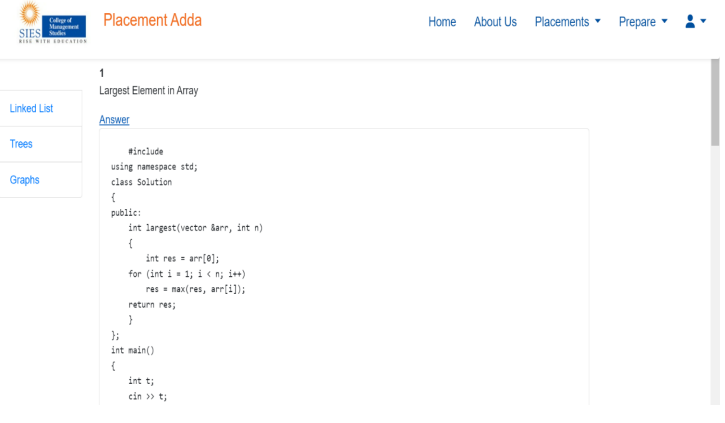 College of
Management
Studies
SIES
RISE WITH EDUCATION
Placement Adda
Home About Us Placements Prepare
Linked List
Trees
Graphs
1
Largest Element in Array
Answer
#include
using namespace std;
class Solution
{
public:
int largest(vector &arr, int n)
{
int res = arr[0];
for (int i = 1; i < n; i++)
res = max(res, arr[i]);
return res;
}
};
int main()
{
int t;
cin >> t;